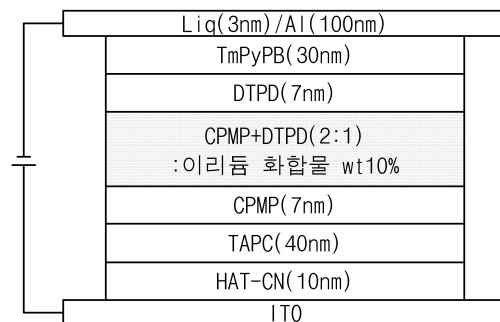 Liq(3nm)/Al(100nm)
TmPyPB(30nm)
DTPD(7nm)
CPMP+DTPD(2:1)
:이리듐 화합물 wt10%
CPMP(7nm)
TAPC(40nm)
HAT-CN(10nm)
ITO